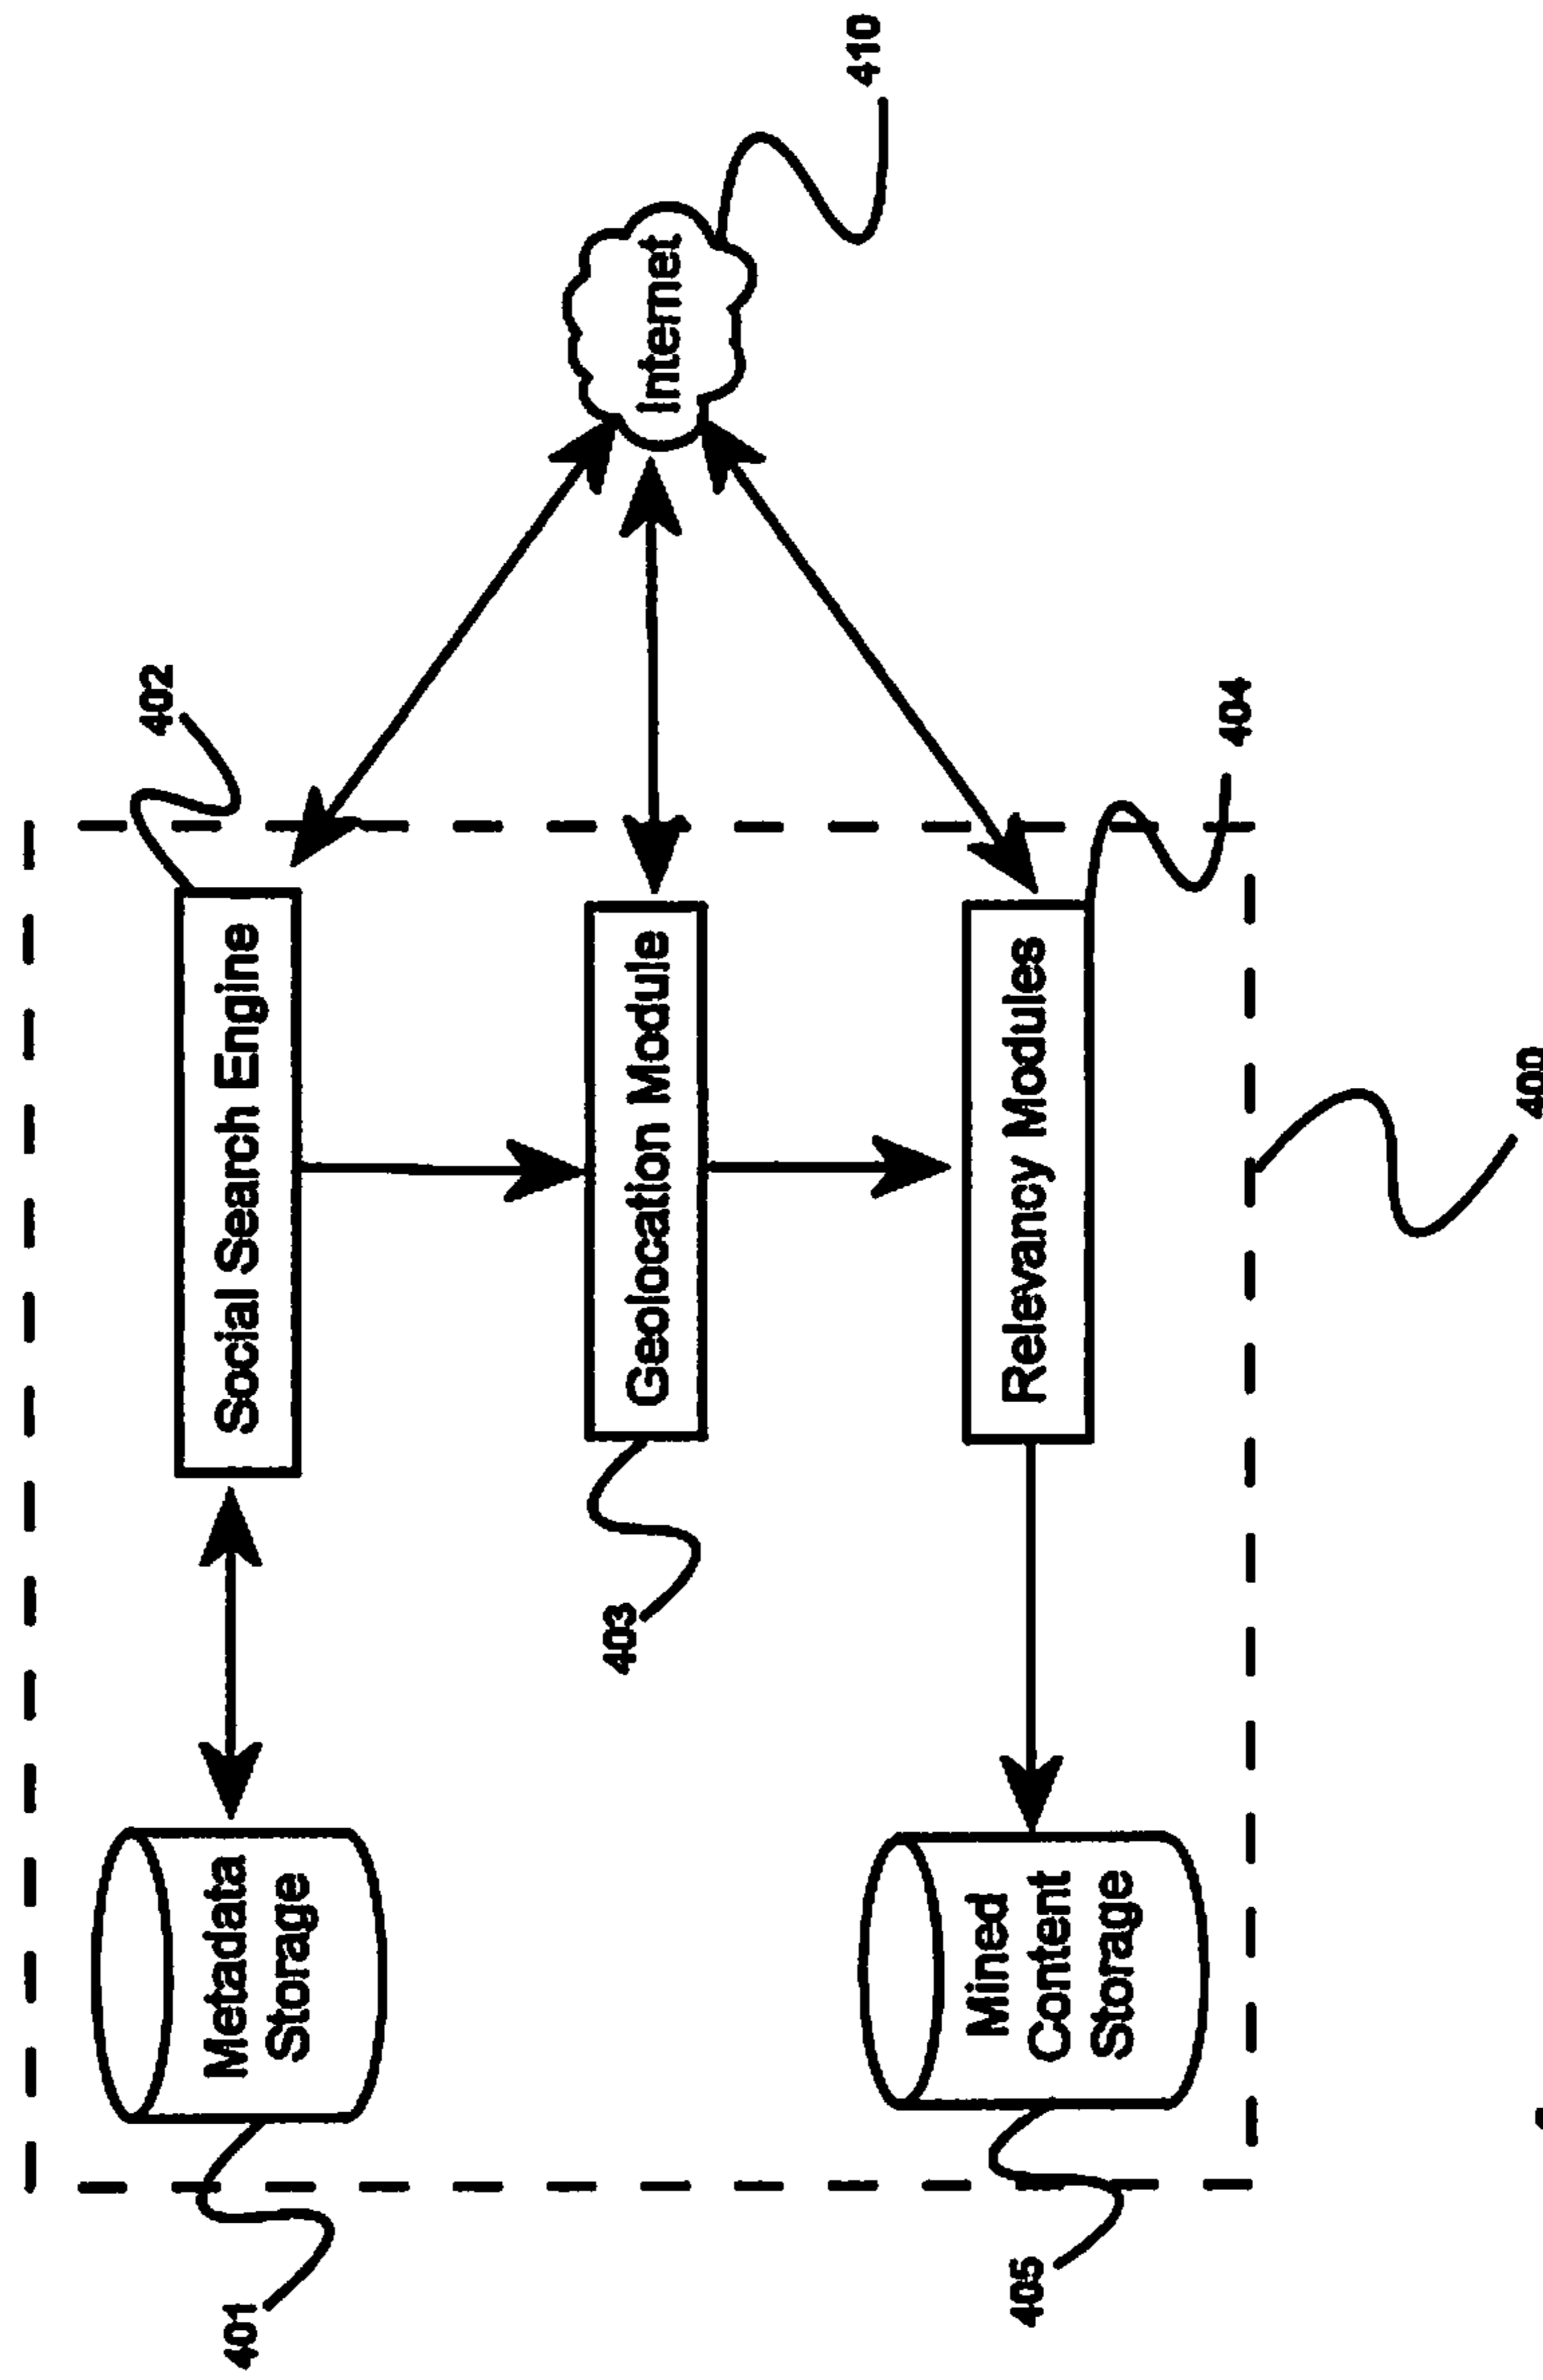 401
Metadata
Storage
Social Search Engine
402
403
Geolocation Module
Internet
410
405
Mined
Content
Storage
Relevancy Modules
404
400